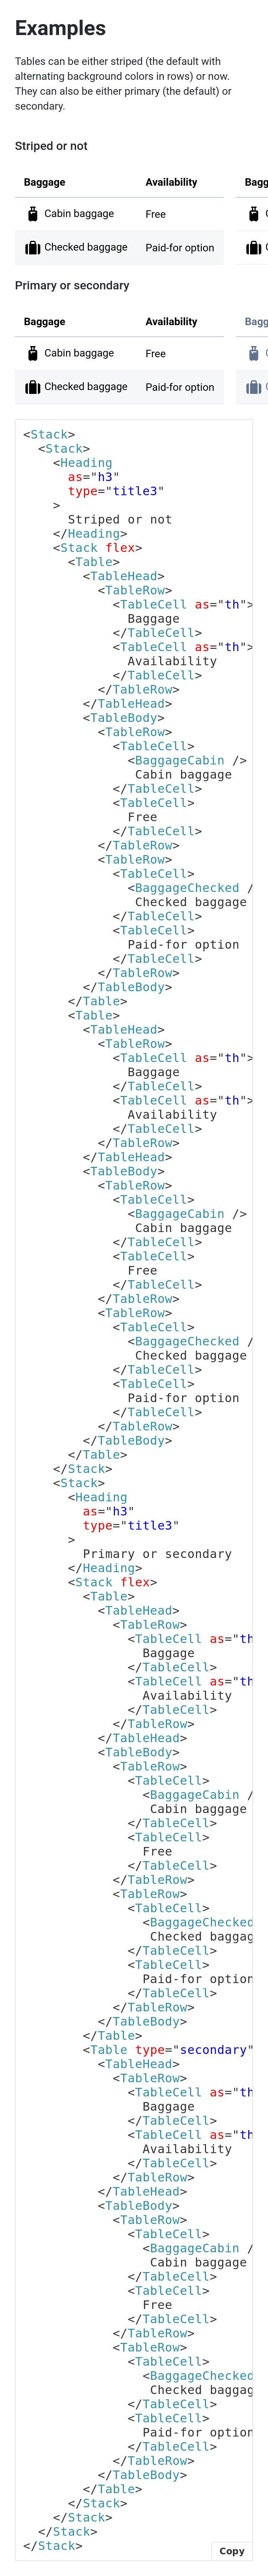 Examples
Tables can be either striped (the default with
alternating background colors in rows) or now.
They can also be either primary (the default) or
secondary.
Striped or not
Baggage Availability Bagg
Cabin baggage Free
Checked baggage Paid-for option
Primary or secondary
Baggage Availability Bagg
Cabin baggage Free
Checked baggage Paid-for option
<Stack>
<Stack>
<Heading
as="h3"
type="title3"
>
Striped or not
</Heading>
<Stack flex>
<Table>
<TableHead>
<TableRow>
<TableCell as="th">
Baggage
</TableCell>
<TableCell as="th">
Availability
</TableCell>
</TableRow>
</TableHead>
<TableBody>
<TableRow>
<TableCell>
<BaggageCabin />
Cabin baggage
</TableCell>
<TableCell>
Free
</TableCell>
</TableRow>
<TableRow>
<TableCell>
<BaggageChecked /
Checked baggage
</TableCell>
<TableCell>
Paid-for option
</TableCell>
</TableRow>
</TableBody>
</Table>
<Table>
<TableHead>
<TableRow>
<TableCell as="th">
Baggage
</TableCell>
<TableCell as="th">
Availability
</TableCell>
</TableRow>
</TableHead>
<TableBody>
<TableRow>
<TableCell>
<BaggageCabin />
Cabin baggage
</TableCell>
<TableCell>
Free
</TableCell>
</TableRow>
<TableRow>
<TableCell>
<BaggageChecked /
Checked baggage
</TableCell>
<TableCell>
Paid-for option
</TableCell>
</TableRow>
</TableBody>
</Table>
</Stack>
<Stack>
<Heading
as="h3"
type="title3"
>
Primary or secondary
</Heading>
<Stack flex>
<Table>
<TableHead>
<TableRow>
<TableCell as="th
Baggage
</TableCell>
<TableCell as="th
Availability
</TableCell>
</TableRow>
</TableHead>
<TableBody>
<TableRow>
<TableCell>
<BaggageCabin /
Cabin baggage
</TableCell>
<TableCell>
Free
</TableCell>
</TableRow>
<TableRow>
<TableCell>
<BaggageChecked
Checked baggag
</TableCell>
<TableCell>
Paid-for option
</TableCell>
</TableRow>
</TableBody>
</Table>
<Table type="secondary"
<TableHead>
<TableRow>
<TableCell as="th
Baggage
</TableCell>
<TableCell as="th
Availability
</TableCell>
</TableRow>
</TableHead>
<TableBody>
<TableRow>
<TableCell>
<BaggageCabin /
Cabin baggage
</TableCell>
<TableCell>
Free
</TableCell>
</TableRow>
<TableRow>
<TableCell>
<BaggageChecked
Checked baggag
</TableCell>
<TableCell>
Paid-for option
</TableCell>
</TableRow>
</TableBody>
</Table>
</Stack>
</Stack>
</Stack>
</Stack>
Copy